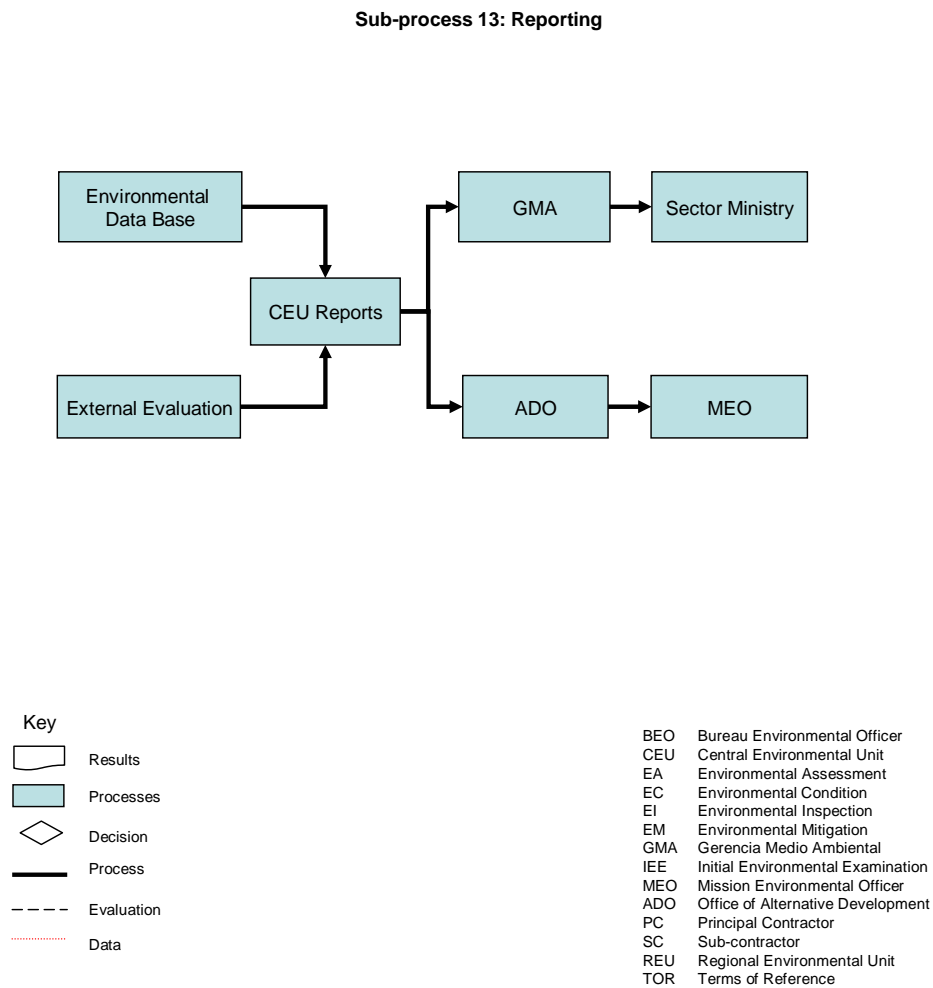 Sub-process 13: Reporting
Environmental
Data Base
GMA
Sector Ministry
CEU Reports
External Evaluation
ADO
MEO
Key
Results
Processes
Decision
Process
Evaluation
Data
BEO Bureau Environmental Officer
CEU Central Environmental Unit
EA Environmental Assessment
EC Environmental Condition
EI Environmental Inspection
EM Environmental Mitigation
GMA Gerencia Medio Ambiental
IEE Initial Environmental Examination
MEO Mission Environmental Officer
ADO Office of Alternative Development
PC Principal Contractor
SC Sub-contractor
REU Regional Environmental Unit
TOR Terms of Reference